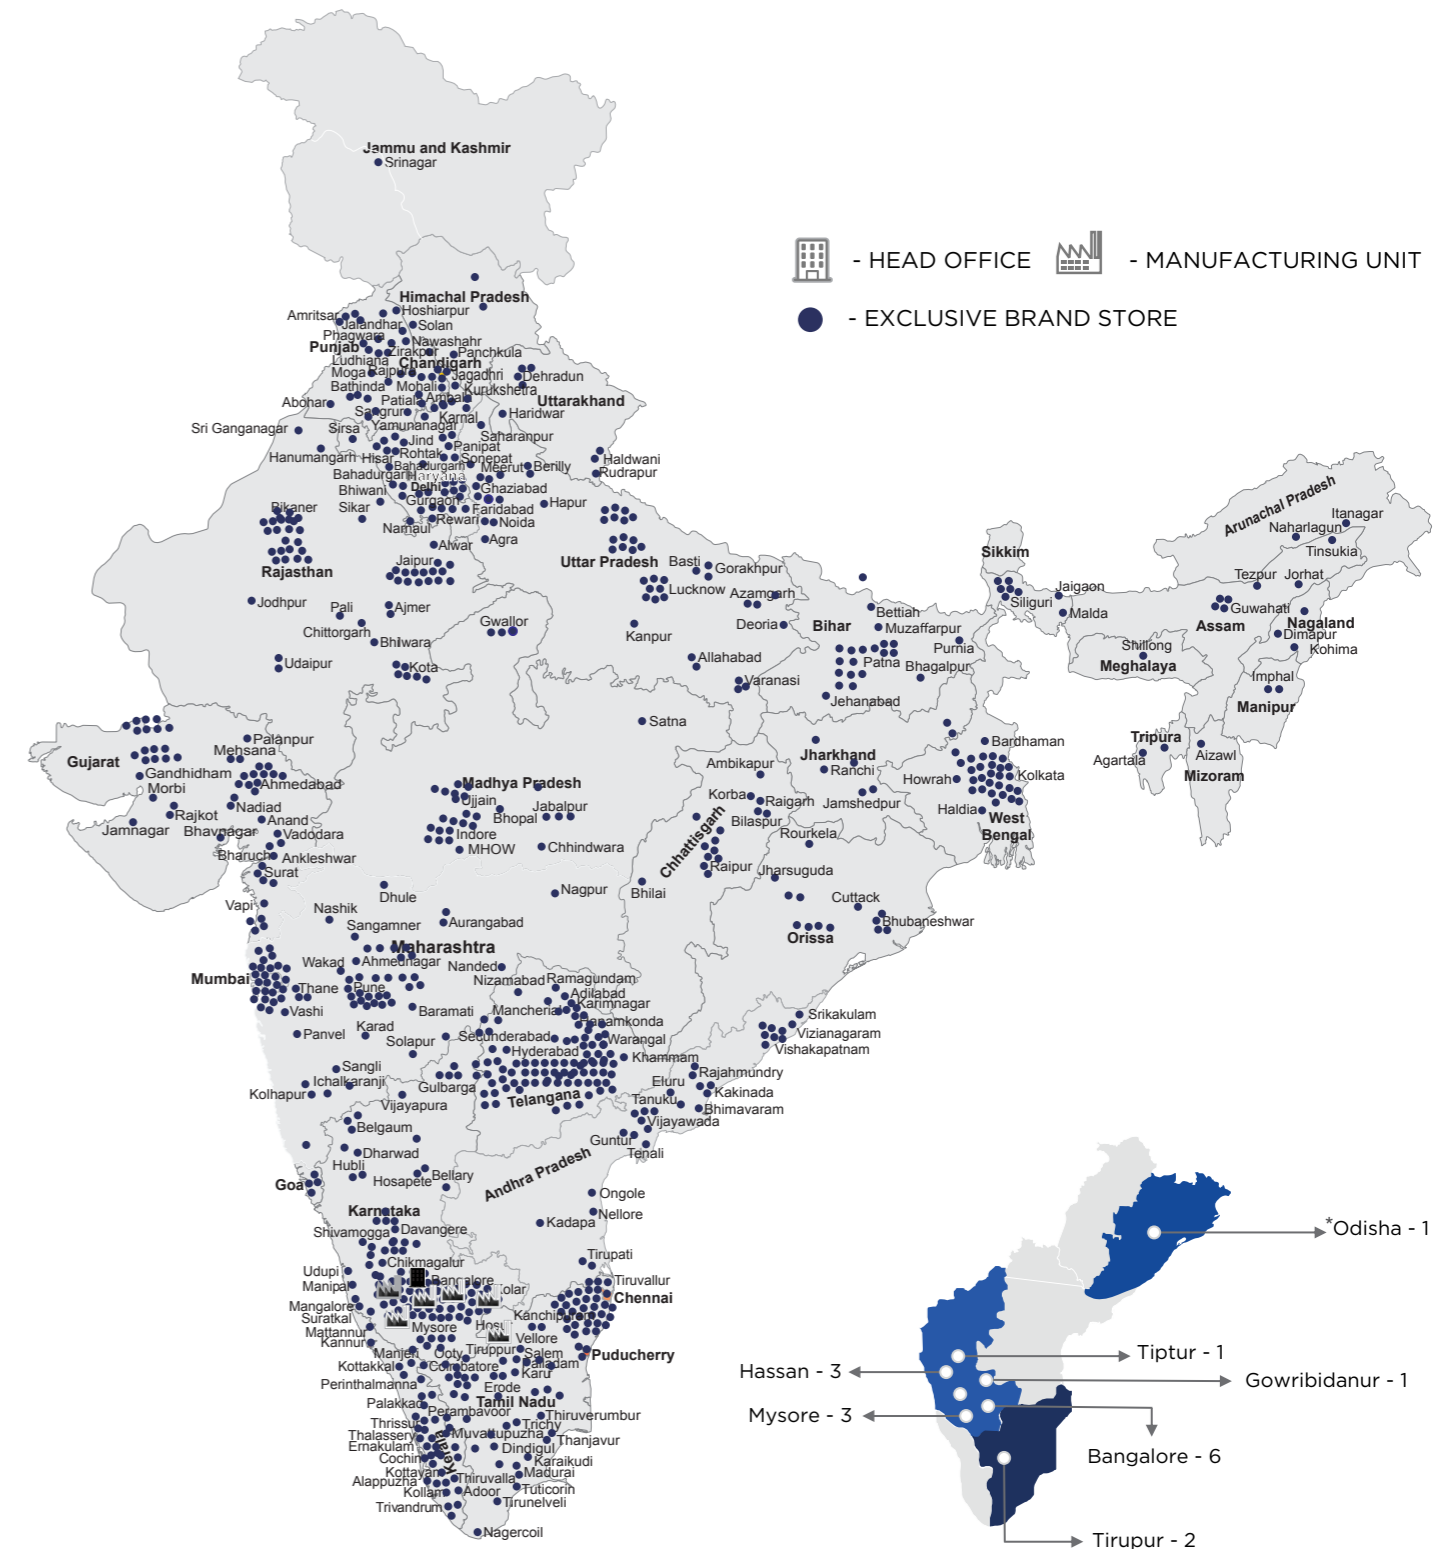 Jammu and Kashmir
Srinagar
- HEAD OFFICE
- MANUFACTURING UNIT
- EXCLUSIVE BRAND STORE
Himachal Pradesh
Hoshiarpur
Amritsar
Jalandhar
Solan
Phagwara
Nawashahr
Punjab
Zirakpur
Panchkula
Ludhiana
Chandigarh
Moga
Rajpura
Jagadhri
Dehradun
Bathinda
Mohali
Kurukshetra
Abohar
Patiala
Ambala
Uttarakhand
Sangrur
Karnal
Haridwar
Sri Ganganagar
Sirsa
Yamunanagar
Saharanpur
Jind
Panipat
Hanumangarh
Hisar
Rohtak
Sonepat
Haldwani
Bahadurgarh
Meerut
Berilly
Rudrapur
Bahadurgarh
Haryana
Bhiwani
Delhi
Ghaziabad
Gurgaon
Hapur
Bikaner
Sikar
Faridabad
Namaul
Rewari
Noida
Alwar
Agra
Jaipur
Rajasthan
Uttar Pradesh
Basti
Gorakhpur
Lucknow
Azamgarh
Jodhpur
Pali
Ajmer
Chittorgarh
Gwallor
Kanpur
Deoria
Bhilwara
Udaipur
Kota
Allahabad
Varanasi
Bettiah
Bihar
Muzaffarpur
Purnia
Patna
Bhagalpur
Jehanabad
Sikkim
Siliguri
Jaigaon
Malda
Arunachal Pradesh
Itanagar
Naharlagun
Tinsukia
Tezpur
Jorhat
Guwahati
Assam
Nagaland
Dimapur
Kohima
Shillong
Meghalaya
Imphal
Manipur
Tripura
Agartala
Aizawl
Mizoram
Satna
Palanpur
Mehsana
Gujarat
Gandhidham
Ahmedabad
Morbi
Rajkot
Nadiad
Anand
Jamnagar
Bhavnagar
Vadodara
Bharuch
Ankleshwar
Surat
Vapi
Madhya Pradesh
Ujjain
Bhopal
Jabalpur
Indore
MHOW
Chhindwara
Jharkhand
Ranchi
Ambikapur
Jamshedpur
Korba
Raigarh
Bilaspur
Chhattisgarh
Rourkela
Raipur
Jharsuguda
Bhilai
Bardhaman
Howrah
Kolkata
Haldia
West
Bengal
Cuttack
Bhubaneshwar
Orissa
Dhule
Nagpur
Nashik
Aurangabad
Sangamner
Maharashtra
Wakad
Ahmednagar
Nanded
Mumbai
Thane
Pune
Vashi
Baramati
Panvel
Karad
Solapur
Sangli
Ichalkaranji
Kolhapur
Nizamabad
Ramagundam
Adilabad
Mancherial
Karimnagar
Hanamkonda
Secunderabad
Warangal
Hyderabad
Khammam
Gulbarga
Telangana
Vijayapura
Srikakulam
Vizianagaram
Vishakapatnam
Rajahmundry
Eluru
Kakinada
Tanuku
Bhimavaram
Vijayawada
Guntur
Tenali
Andhra Pradesh
Belgaum
Dharwad
Hubli
Bellary
Hosapete
Goa
Ongole
Nellore
Kadapa
Karnataka
Shivamogga
Davangere
Tirupati
Chikmagalur
Udupi
Bangalore
Kolar
Tiruvallur
Manipal
Chennai
Mangalore
Kanchipuram
Suratkal
Mysore
Mattannur
Vellore
Kannur
Manjeri
Ooty
Tiruppur
Salem
Puducherry
Kottakkal
Coimbatore
Palladam
Karur
Perinthalmanna
Erode
Tamil Nadu
Palakkad
Perambavoor
Thiruverumbur
Thrissur
Trichy
Thalassery
Muvattupuzha
Thanjavur
Ernakulam
Kerala
Dindigul
Cochin
Karaikudi
Kottayam
Thiruvalla
Madurai
Alappuzha
Adoor
Tuticorin
Kollam
Tirunelveli
Trivandrum
Nagercoil
*Odisha - 1
Tiptur - 1
Hassan - 3
Gowribidanur - 1
Mysore - 3
Bangalore - 6
Tirupur - 2